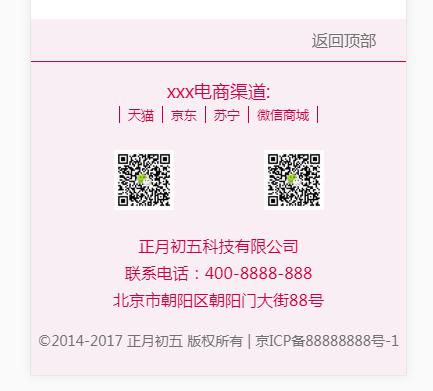 返回顶部
xxx电商渠道:
| 天猫 | 京东 | 苏宁 | 微信商城 |
正月初五科技有限公司
联系电话：400-8888-888
北京市朝阳区朝阳门大街88号
©2014-2017 正月初五 版权所有 | 京ICP备88888888号-1